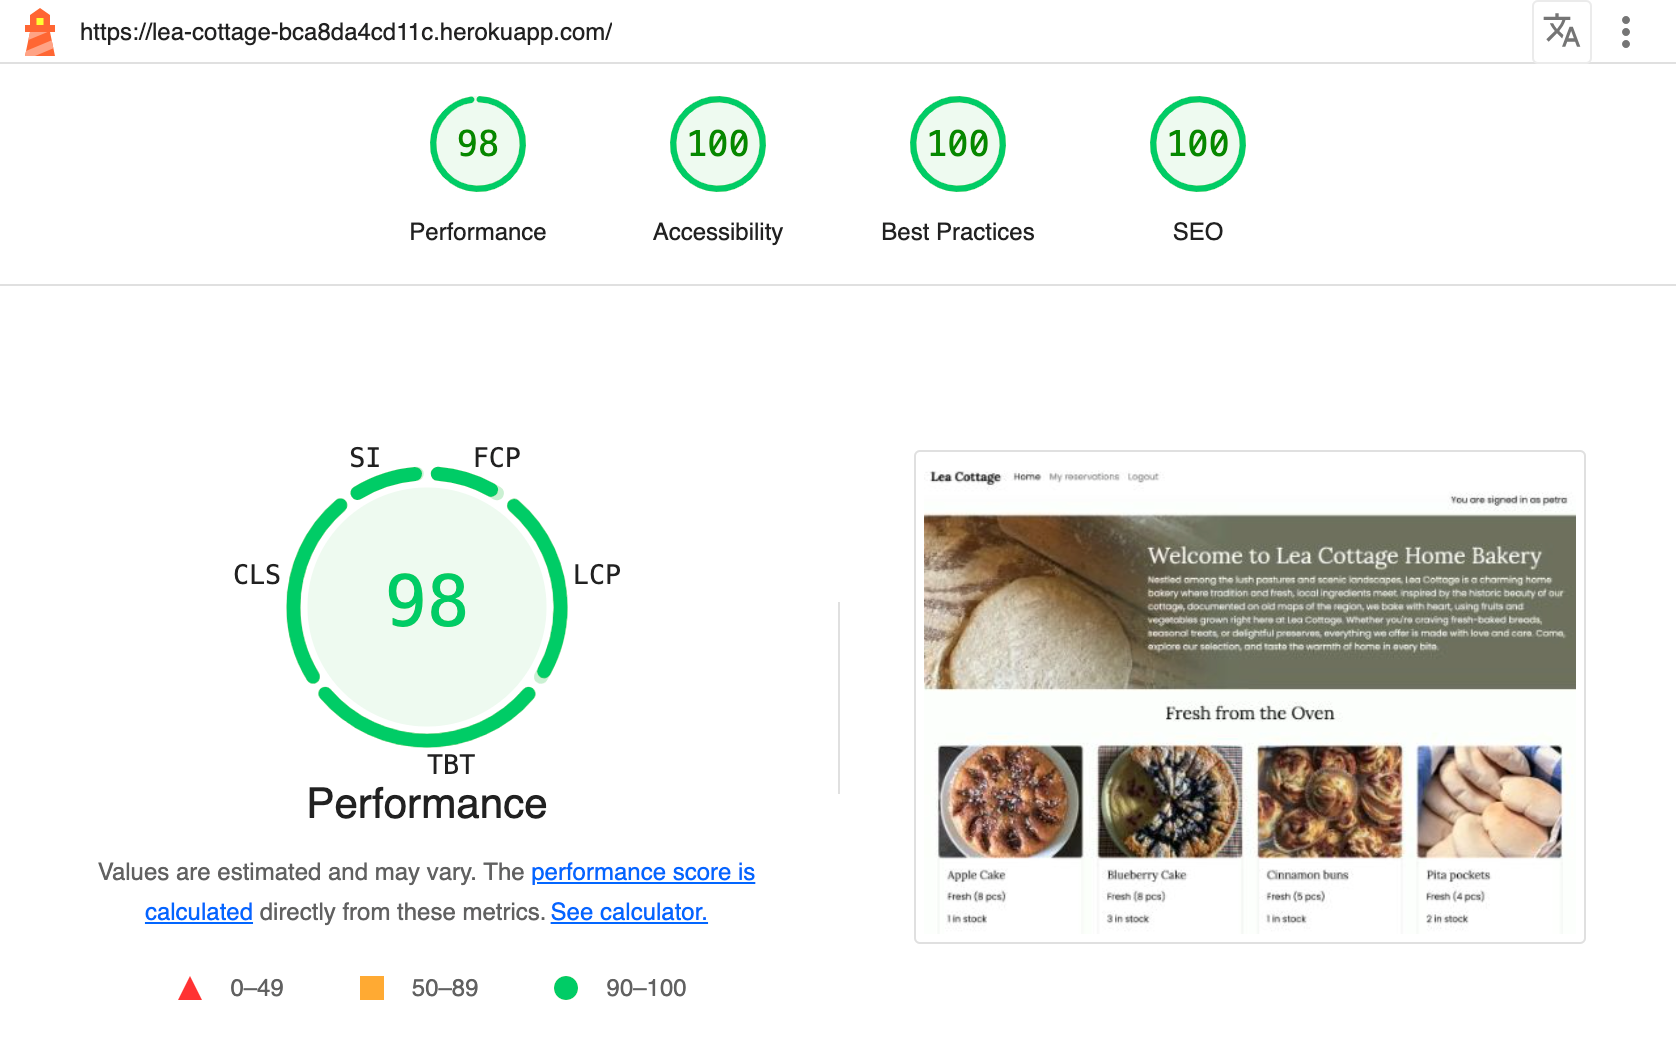 https://lea-cottage-bca8da4cd11c.herokuapp.com/
98
100
100
100
Performance
Accessibility
Best Practices
SEO
SI
FCP
CLS
LCP
98
TBT
Performance
Values are estimated and may vary. The performance score is
calculated directly from these metrics. See calculator.
0–49
50–89
90–100
Lea Cottage Home My reservations Logout
You are signed in as petra
Welcome to Lea Cottage Home Bakery
Nestled among the lush pastures and scenic landscapes, Lea Cottage is a charming home
bakery where tradition and fresh, local ingredients meet. Inspired by the historic beauty of our
cottage, documented on old maps of the region, we bake with heart, using fruits and
vegetables grown right here at Lea Cottage. Whether you're craving fresh-baked breads,
seasonal treats, or delightful preserves, everything we offer is made with love and care. Come,
explore our selection, and taste the warmth of home in every bite.
Fresh from the Oven
Apple Cake
Fresh (8 pcs)
1 in stock
Blueberry Cake
Fresh (8 pcs)
3 in stock
Cinnamon buns
Fresh (5 pcs)
1 in stock
Pita pockets
Fresh (4 pcs)
2 in stock